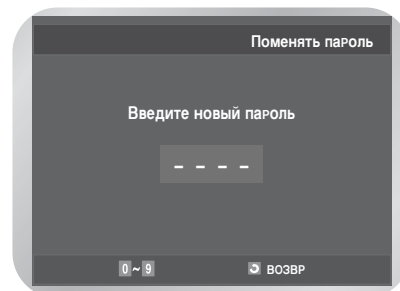 Поменять пароль
Введите новый пароль
– – – –
0 ~ 9 ВОЗВР